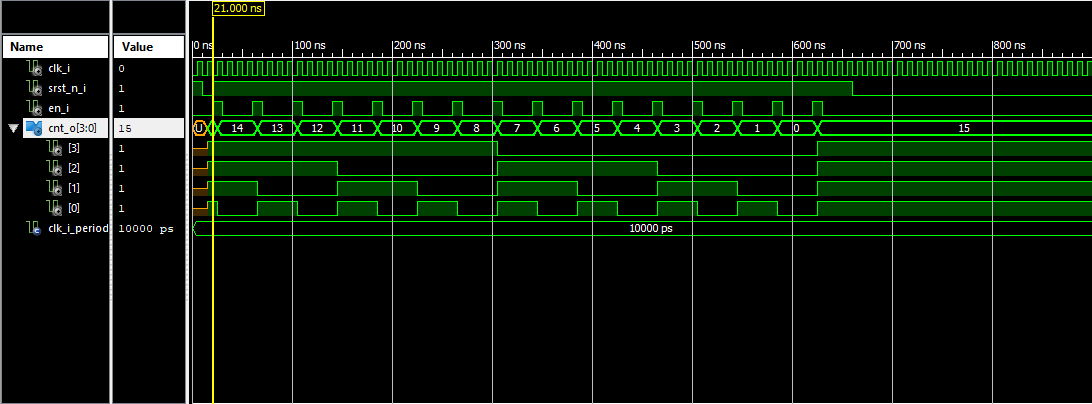 21.000 ns
Name Value
0 ns 100 ns 200 ns 300 ns 400 ns 500 ns 600 ns 700 ns 800 ns
clk_i 0
srst_n_i 1
en_i 1
cnt_o[3:0] 15 U 14 13 12 11 10 9 8 7 6 5 4 3 2 1 0 15
[3] 1
[2] 1
[1] 1
[0] 1
clk_i_period 10000 ps 10000 ps